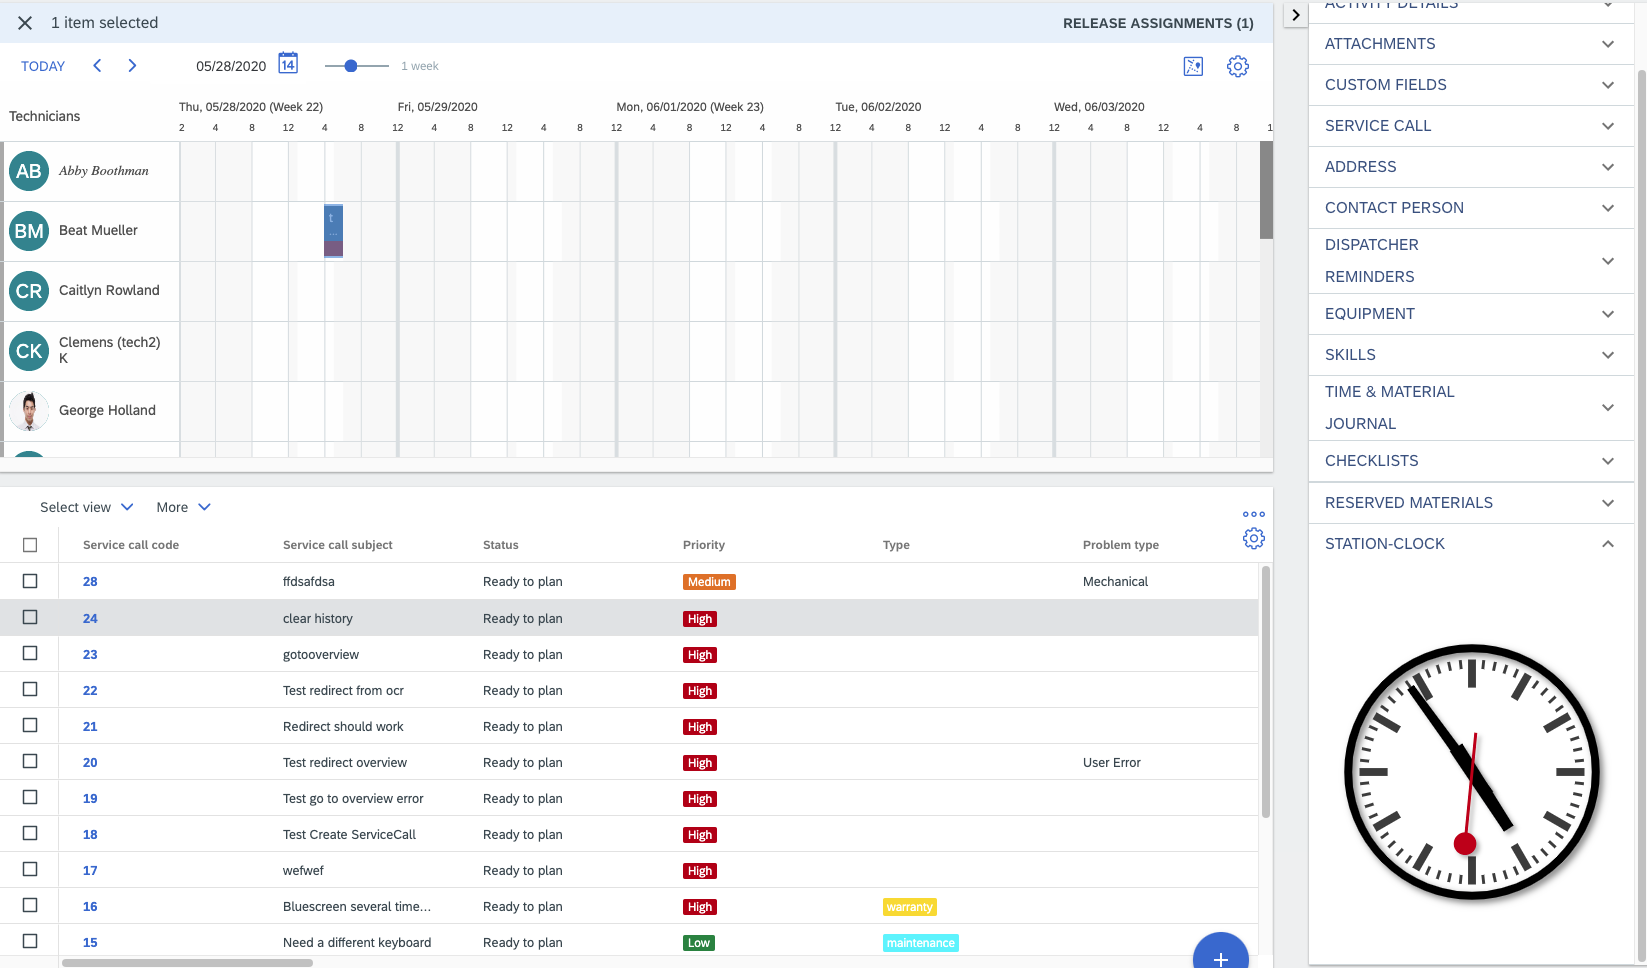 1 item selected
RELEASE ASSIGNMENTS (1)
TODAY
05/28/2020
14
1 week
Technicians
Thu, 05/28/2020 (Week 22)
Fri, 05/29/2020
Mon, 06/01/2020 (Week 23)
Tue, 06/02/2020
Wed, 06/03/2020
2 4 8 12 4 8 12 4 8 12 4 8 12 4 8 12 4 8 12 4 8 12 4 8 12 4 8 12 4 8 1
AB Abby Boothman
BM Beat Mueller
t
...
CR Caitlyn Rowland
CK Clemens (tech2)
K
George Holland
Select view More
Service call code Service call subject Status Priority Type Problem type
28 ffdsafdsa Ready to plan Medium Mechanical
24 clear history Ready to plan High
23 gotooverview Ready to plan High
22 Test redirect from ocr Ready to plan High
21 Redirect should work Ready to plan High
20 Test redirect overview Ready to plan High User Error
19 Test go to overview error Ready to plan High
18 Test Create ServiceCall Ready to plan High
17 wefwef Ready to plan High
16 Bluescreen several time... Ready to plan High warranty
15 Need a different keyboard Ready to plan Low maintenance
ACTIVITY DETAILS
ATTACHMENTS
CUSTOM FIELDS
SERVICE CALL
ADDRESS
CONTACT PERSON
DISPATCHER
REMINDERS
EQUIPMENT
SKILLS
TIME & MATERIAL
JOURNAL
CHECKLISTS
RESERVED MATERIALS
STATION-CLOCK